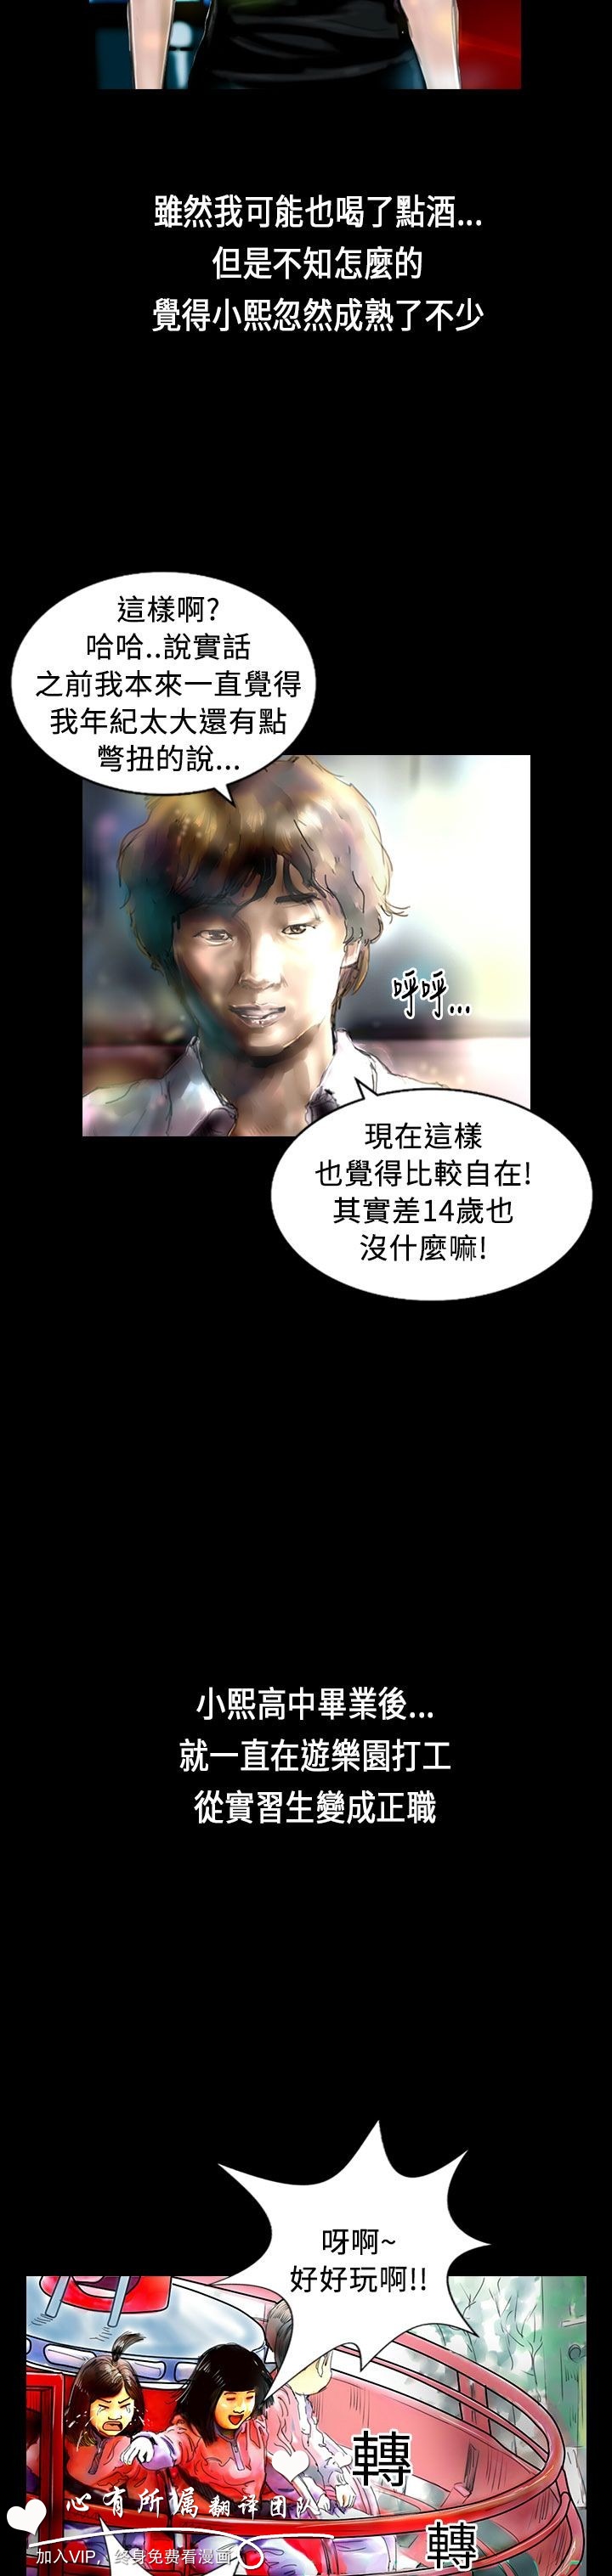 雖然我可能也喝了點酒...
但是不知怎麼的
覺得小熙忽然成熟了不少
這樣啊?
哈哈..說實話
之前我本來一直覺得
我年紀太大還有點
彆扭的說...
呼呼...
現在這樣
也覺得比較自在!
其實差14歲也
沒什麼嘛!
小熙高中畢業後...
就一直在遊樂園打工
從實習生變成正職
呀啊~
好好玩啊!!
轉
轉
心有所属翻译团队
加入VIP, 终身免费看漫画